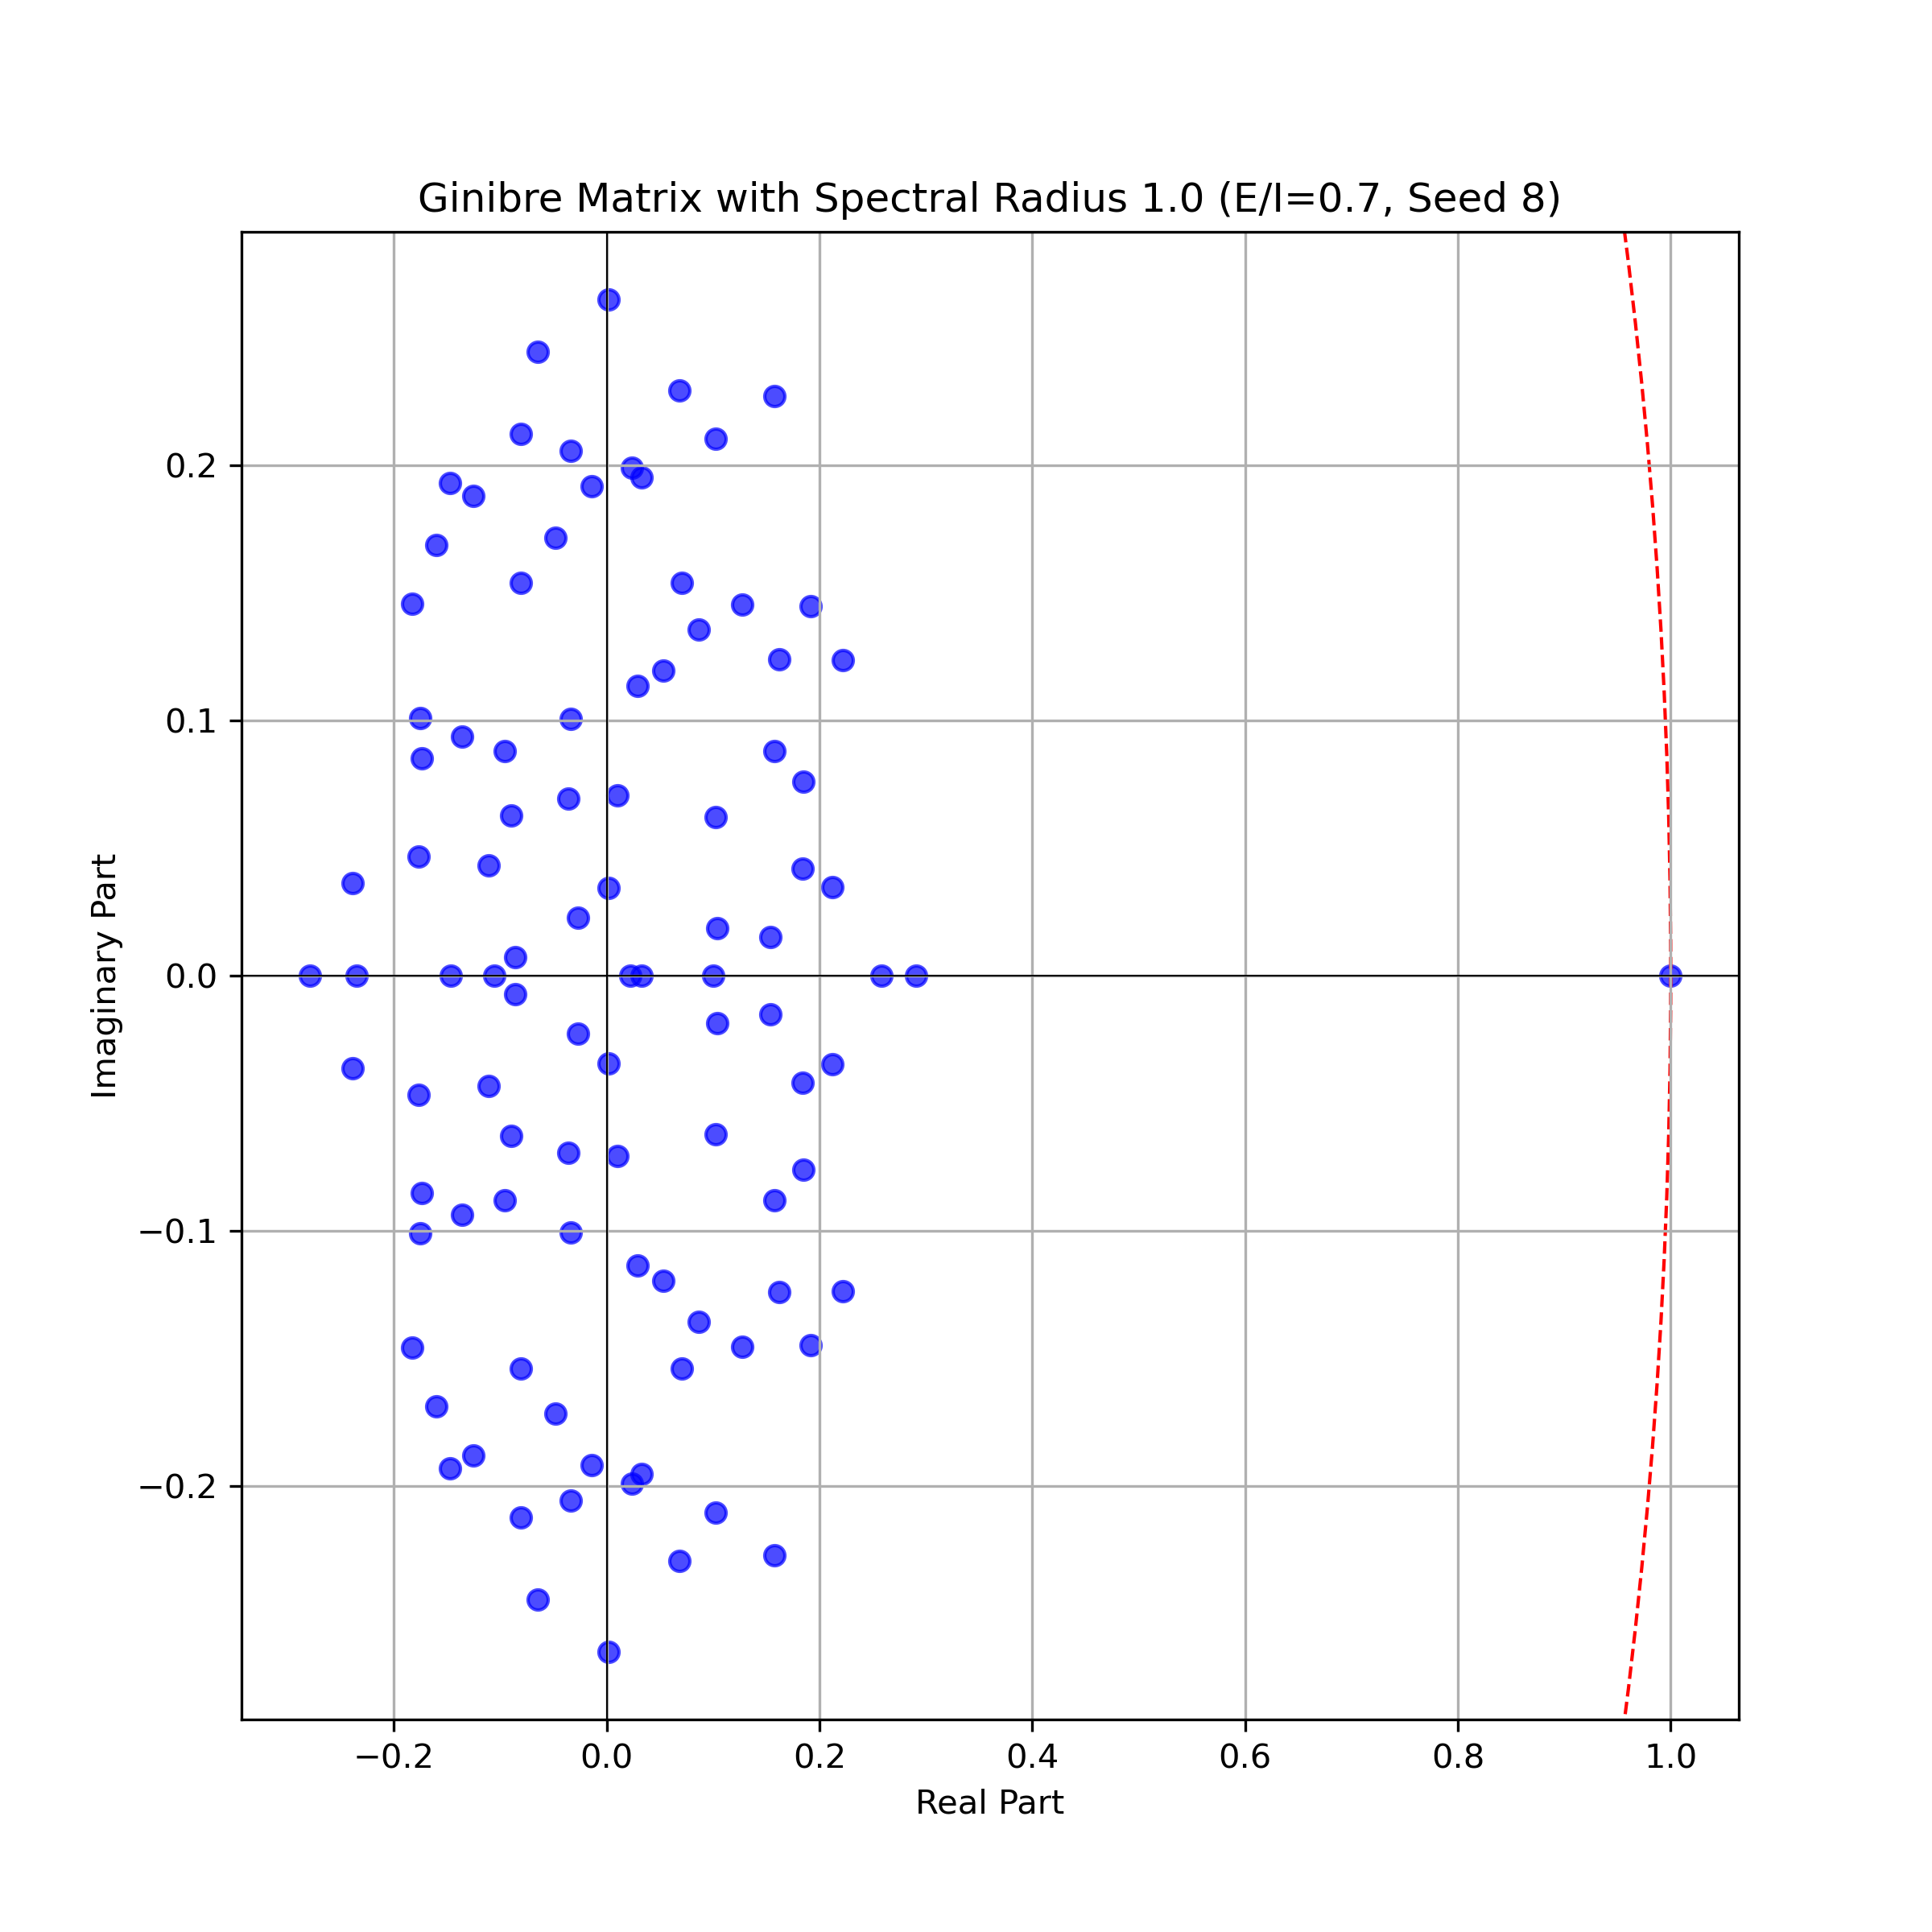 Ginibre Matrix with Spectral Radius 1.0 (E/I=0.7, Seed 8)
0.2
0.1
0.0
−0.1
−0.2
Imaginary Part
−0.2 0.0 0.2 0.4 0.6 0.8 1.0
Real Part